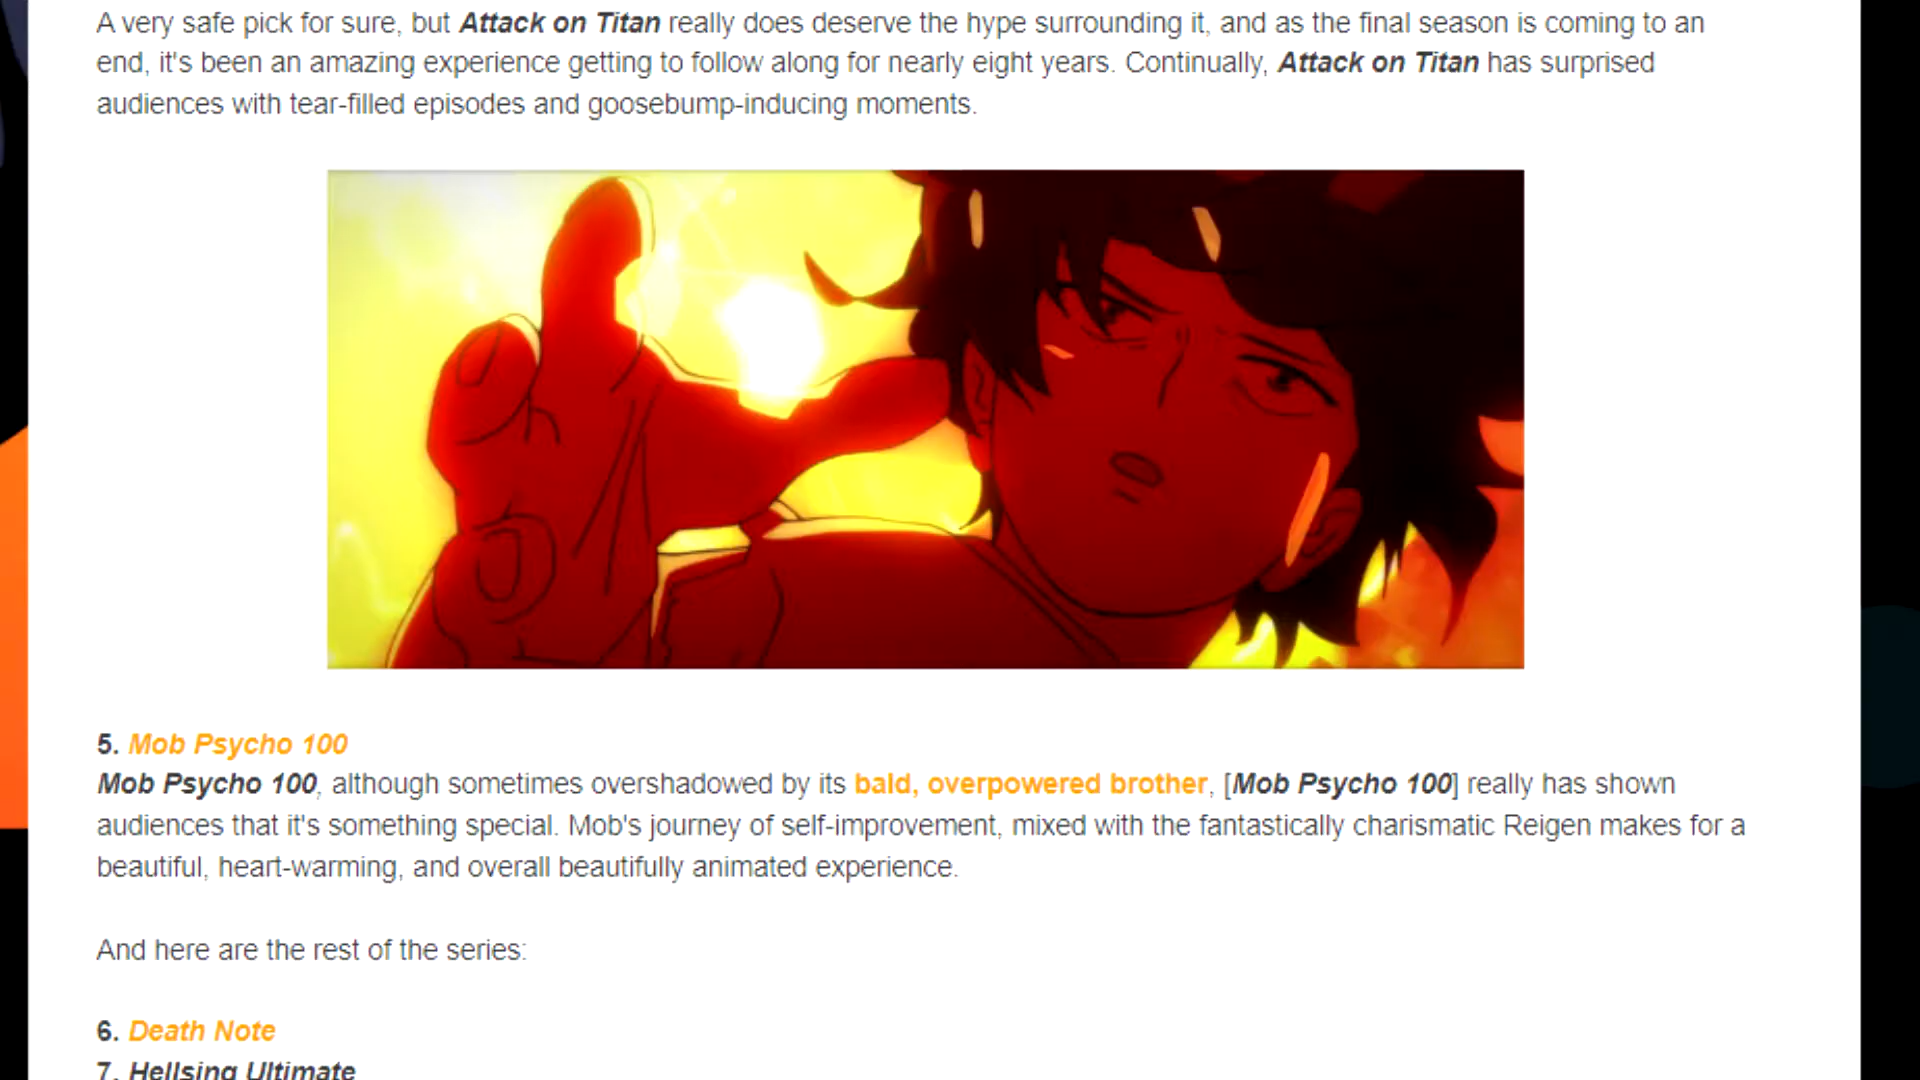 A very safe pick for sure, but Attack on Titan really does deserve the hype surrounding it, and as the final season is coming to an
end, it's been an amazing experience getting to follow along for nearly eight years. Continually, Attack on Titan has surprised
audiences with tear-filled episodes and goosebump-inducing moments.
5. Mob Psycho 100
Mob Psycho 100, although sometimes overshadowed by its bald, overpowered brother, [Mob Psycho 100] really has shown
audiences that it's something special. Mob's journey of self-improvement, mixed with the fantastically charismatic Reigen makes for a
beautiful, heart-warming, and overall beautifully animated experience.
And here are the rest of the series:
6. Death Note
7. Hellsing Ultimate